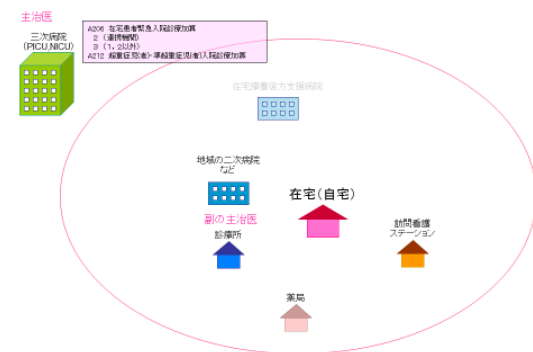 主治医
三次病院
(PICU,NICU)
A206 在宅患者緊急入院診療加算
2 (連携機関)
3 (1,2以外)
A212 超重症児(者)・準超重症児(者)入院診療加算
在宅療養後方支援病院
地域の二次病院
など
在宅(自宅)
副の主治医
診療所
訪問看護
ステーション
薬局